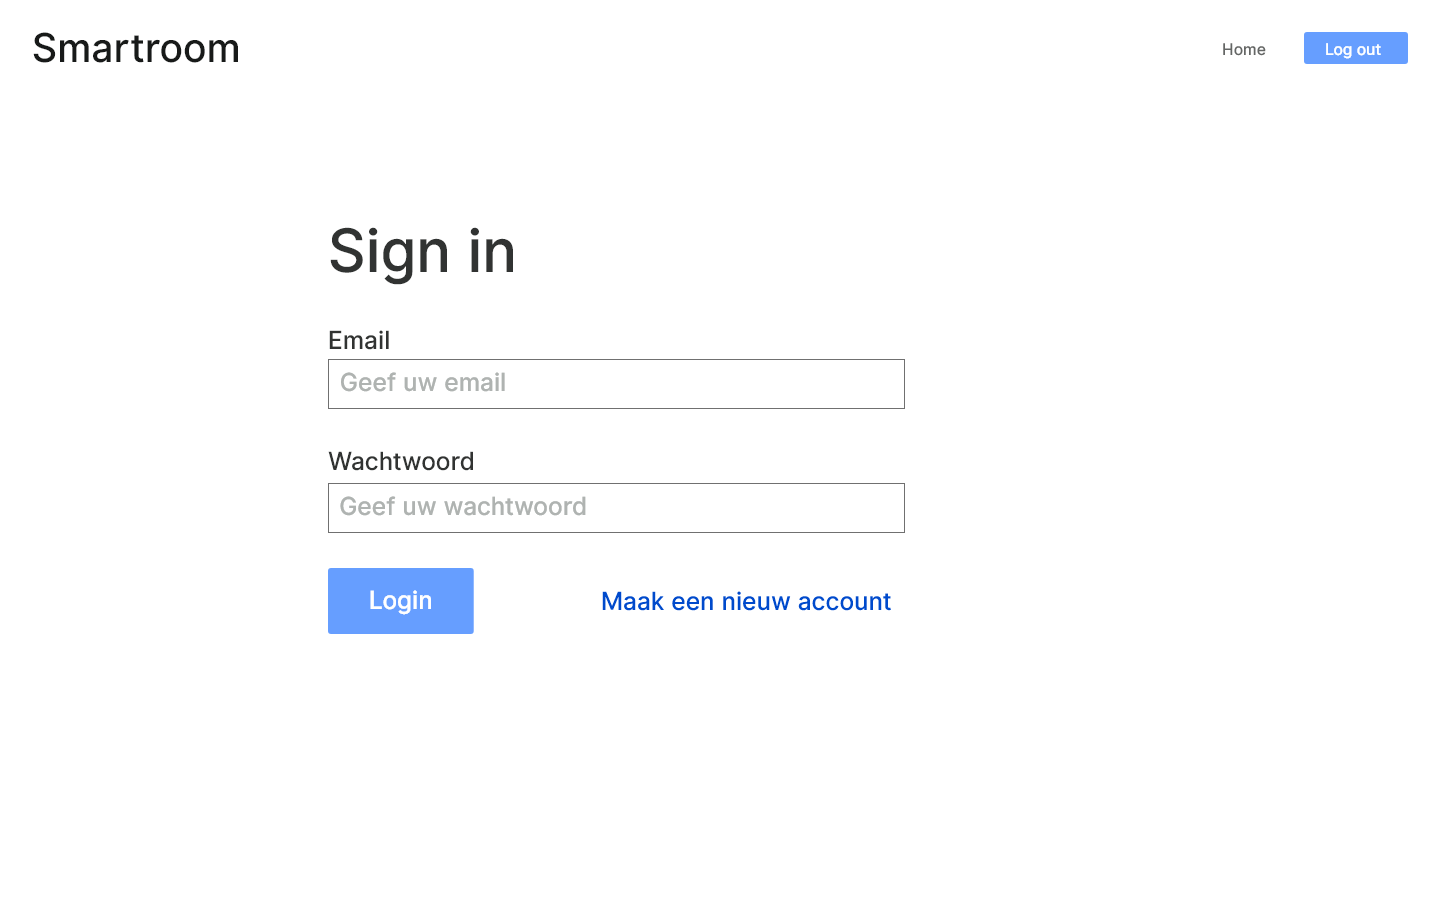 Smartroom
Home
Log out
Sign in
Email
Geef uw email
Wachtwoord
Geef uw wachtwoord
Login
Maak een nieuw account